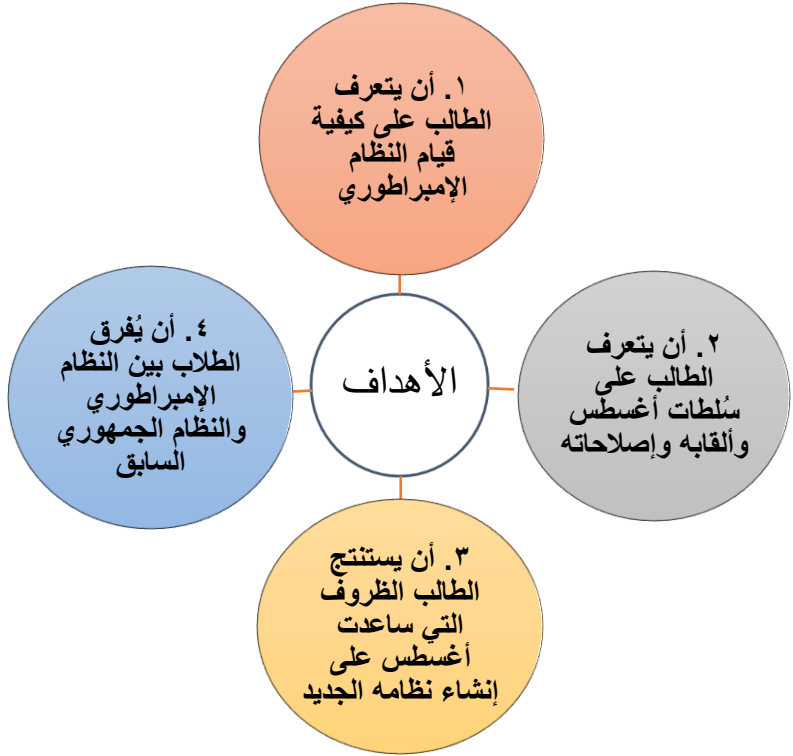 ١. أن يتعرف
الطالب على كيفية
قيام النظام
الإمبراطوري
الأهداف
٢. أن يتعرف
الطالب على
سُلطات أغسطس
وألقابه وإصلاحاته
٣. أن يستنتج
الطالب الظروف
التي ساعدت
أغسطس على
إنشاء نظامه الجديد
٤. أن يُفرق
الطلاب بين النظام
الإمبراطوري
والنظام الجمهوري
السابق